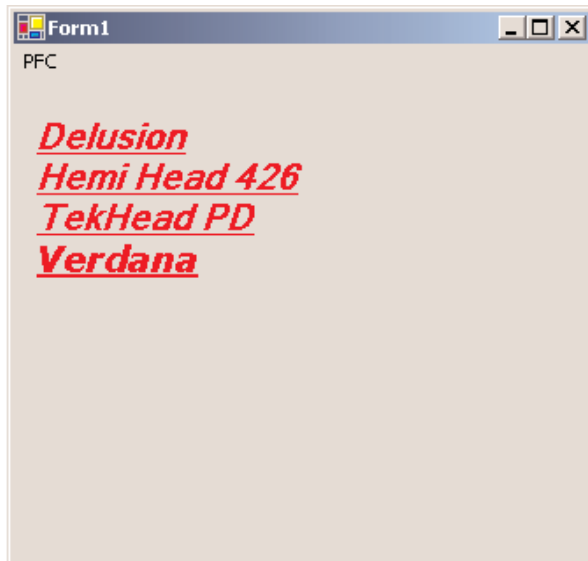 Form1
PFC
Delusion
Hemi Head 426
TekHead PD
Verdana